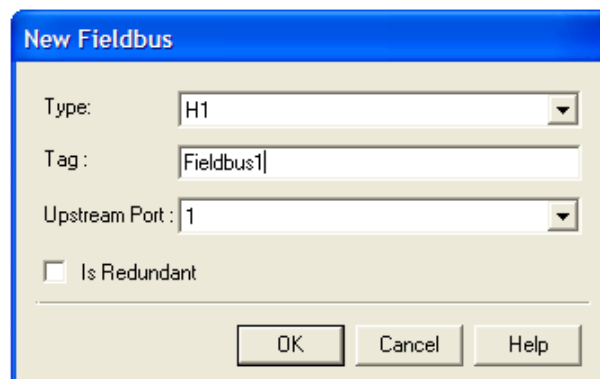 New Fieldbus
Type: H1
Tag : Fieldbus1
Upstream Port : 1
Is Redundant
OK Cancel Help